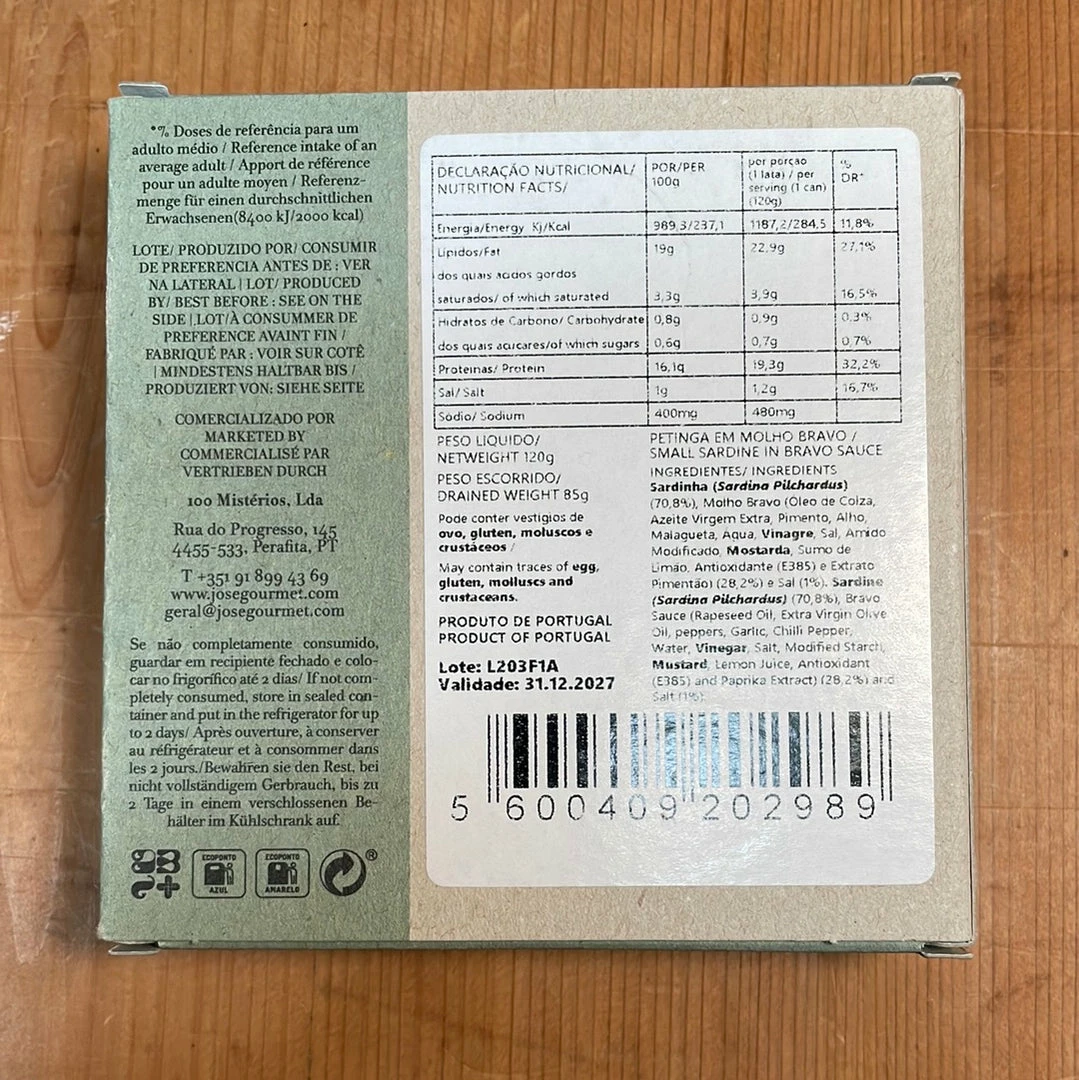 *% Doses de referência para um
adulto médio / Reference intake of an
average adult / Apport de référence
pour un adulte moyen / Referenz-
menge für einen durchschnittlichen
Erwachsenen(8400 kJ/2000 kcal)
LOTE/ PRODUZIDO POR/ CONSUMIR
DE PREFERENCIA ANTES DE : VER
NA LATERAL | LOT/ PRODUCED
BY/ BEST BEFORE : SEE ON THE
SIDE | LOT/À CONSUMMER DE
PREFERENCE AVAINT FIN /
FABRIQUÉ PAR : VOIR SUR COTÊ
| MINDESTENS HALTBAR BIS /
PRODUZIERT VON: SIEHE SEITE
COMERCIALIZADO POR
MARKETED BY
COMMERCIALISÉ PAR
VERTRIEBEN DURCH
100 Mistérios, Lda
Rua do Progresso, 145
4455-533, Perafita, PT
T +351 91 899 43 69
www.josegourmet.com
geral@josegourmet.com
Se não completamente consumido,
guardar em recipiente fechado e colo-
car no frigorífico até 2 dias/ If not com-
pletely consumed, store in sealed con-
tainer and put in the refrigerator for up
to 2 days/ Après ouverture, à conserver
au réfrigérateur et à consommer dans
les 2 jours./Bewahren sie den Rest, bei
nicht vollständigem Gerbrauch, bis zu
2 Tage in einem verschlossenen Be-
hälter im Kühlschrank auf.
ECOPONTO AZUL
ECOPONTO AMARELO
®
DECLARAÇÃO NUTRICIONAL/ NUTRITION FACTS/ POR/PER 100g per porção (1 lata) / per serving (1 can) (120g) % DR*
Energia/Energy Kj/Kcal 989,3/237,1 1187,2/284,5 11,8%
Lípidos/Fat 19g 22,9g 27,1%
dos quais ácidos gordos
saturados/ of which saturated 3,3g 3,9g 16,5%
Hidratos de Carbono/ Carbohydrate 0,8g 0,9g 0,3%
dos quais açucares/of which sugars 0,6g 0,7g 0,7%
Proteínas/ Protein 16,1g 19,3g 32,2%
Sal/ Salt 1g 1,2g 16,7%
Sódio/ Sodium 400mg 480mg
PESO LIQUIDO/
NETWEIGHT 120g
PESO ESCORRIDO/
DRAINED WEIGHT 85g
Pode conter vestígios de
ovo, gluten, moluscos e
crustáceos /
May contain traces of egg,
gluten, molluscs and
crustaceans.
PRODUTO DE PORTUGAL
PRODUCT OF PORTUGAL
Lote: L203F1A
Validade: 31.12.2027
PETINGA EM MOLHO BRAVO /
SMALL SARDINE IN BRAVO SAUCE
INGREDIENTES/ INGREDIENTS
Sardinha (Sardina Pilchardus)
(70,8%), Molho Bravo (Óleo de Colza,
Azeite Virgem Extra, Pimento, Alho,
Malagueta, Água, Vinagre, Sal, Amido
Modificado, Mostarda, Sumo de
Limão, Antioxidante (E385) e Extrato
Pimentão) (28,2%) e Sal (1%). Sardine
(Sardina Pilchardus) (70,8%), Bravo
Sauce (Rapeseed Oil, Extra Virgin Olive
Oil, peppers, Garlic, Chilli Pepper,
Water, Vinegar, Salt, Modified Starch,
Mustard, Lemon Juice, Antioxidant
(E385) and Paprika Extract) (28,2%) and
Salt (1%).
5 600409 202989